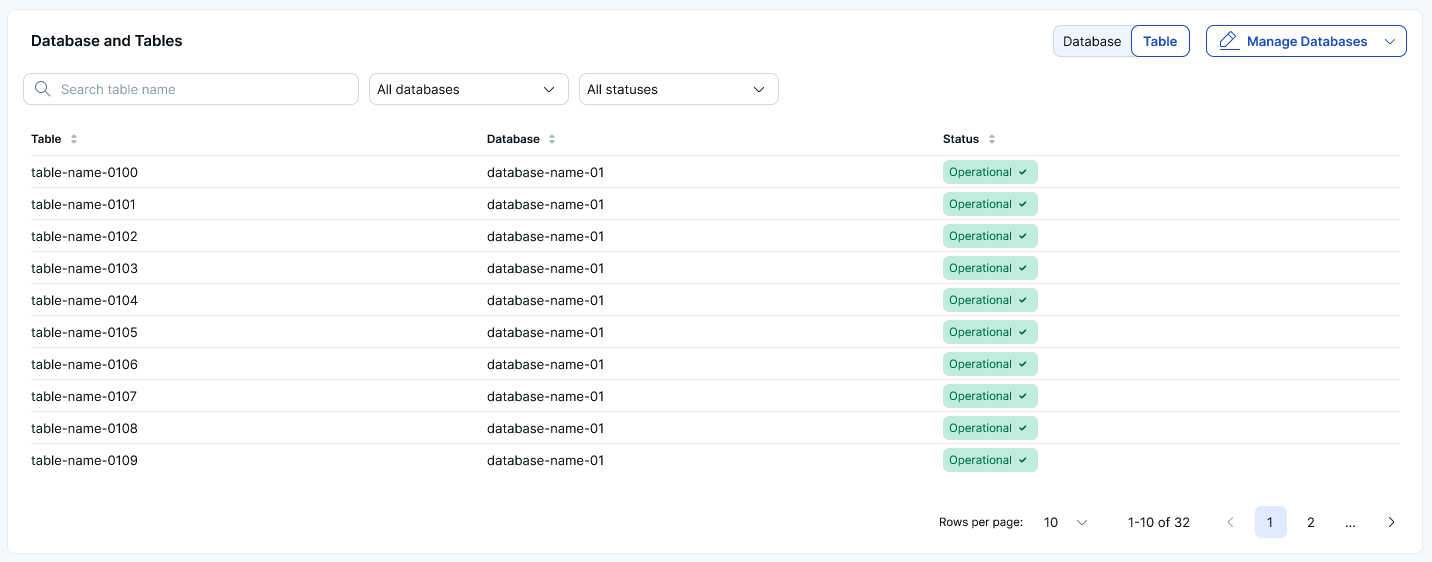 Database and Tables Database Table Manage Databases
Search table name All databases All statuses
Table Database Status
table-name-0100 database-name-01 Operational
table-name-0101 database-name-01 Operational
table-name-0102 database-name-01 Operational
table-name-0103 database-name-01 Operational
table-name-0104 database-name-01 Operational
table-name-0105 database-name-01 Operational
table-name-0106 database-name-01 Operational
table-name-0107 database-name-01 Operational
table-name-0108 database-name-01 Operational
table-name-0109 database-name-01 Operational
Rows per page: 10 1-10 of 32 1 2 ...